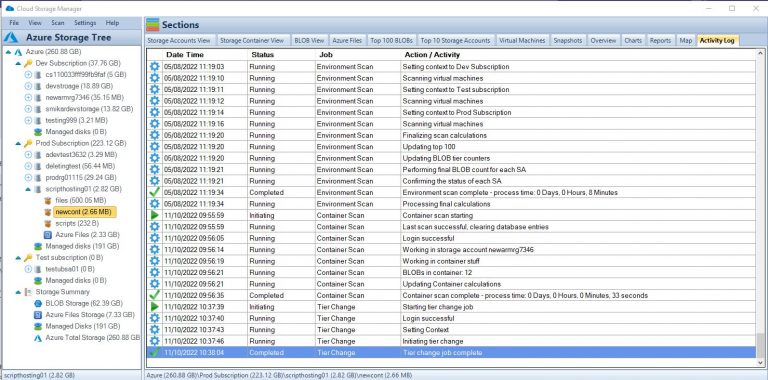 Cloud Storage Manager
File View Scan Settings Help
Azure Storage Tree
Azure (260.88 GB)
Dev Subscription (37.76 GB)
cs110033fff99fb9faf (5 GB)
devstroage (18.89 GB)
newarmrg7346 (35.15 MB)
smikardevstorage (13.82 GB)
testing999 (3.21 MB)
Managed disks (0 B)
Prod Subscription (223.12 GB)
adevtest3632 (3.29 MB)
deletingtest (56.44 MB)
prodrg01115 (29.24 GB)
scripthosting01 (2.82 GB)
files (500.05 MB)
newcont (2.66 MB)
scripts (232 B)
Azure Files (2.33 GB)
Managed disks (191 GB)
Test subscription (0 B)
testubsa01 (0 B)
Managed disks (0 B)
Storage Summary
BLOB Storage (62.39 GB)
Azure Files Storage (7.33 GB)
Managed Disks (191 GB)
Azure Total Storage (260.88 GB)
scripthosting01 (2.82 GB)
Sections
Storage Accounts View Storage Container View BLOB View Azure Files Top 100 BLOBs Top 10 Storage Accounts Virtual Machines Snapshots Overview Charts Reports Map Activity Log
Date Time Status Job Action / Activity
05/08/2022 11:19:03 Running Environment Scan Setting context to Dev Subscription
05/08/2022 11:19:10 Running Environment Scan Scanning virtual machines
05/08/2022 11:19:10 Running Environment Scan Setting context to Test subscription
05/08/2022 11:19:12 Running Environment Scan Scanning virtual machines
05/08/2022 11:19:14 Running Environment Scan Setting context to Prod Subscription
05/08/2022 11:19:16 Running Environment Scan Scanning virtual machines
05/08/2022 11:19:20 Running Environment Scan Finalizing scan calculations
05/08/2022 11:19:20 Running Environment Scan Updating top 100
05/08/2022 11:19:20 Running Environment Scan Updating BLOB tier counters
05/08/2022 11:19:21 Running Environment Scan Performing final BLOB count for each SA
05/08/2022 11:19:21 Running Environment Scan Confirming the status of each SA
05/08/2022 11:19:34 Completed Environment Scan Environment scan complete - process time: 0 Days, 0 Hours, 8 Minutes
05/08/2022 11:19:34 Running Environment Scan Processing final calculations
11/10/2022 09:55:59 Initiating Container Scan Container scan starting
11/10/2022 09:55:59 Running Container Scan Last scan successful, clearing database entries
11/10/2022 09:56:05 Running Container Scan Login successful
11/10/2022 09:56:14 Running Container Scan Working in storage account newarmrg7346
11/10/2022 09:56:14 Running Container Scan Working in container stuff
11/10/2022 09:56:19 Running Container Scan BLOBs in container: 12
11/10/2022 09:56:21 Running Container Scan Updating Container calculations
11/10/2022 09:56:35 Completed Container Scan Container scan complete - process time: 0 Days, 0 Hours, 0 Minutes, 33 seconds
11/10/2022 10:37:39 Initiating Tier Change Starting tier change job
11/10/2022 10:37:40 Running Tier Change Login successful
11/10/2022 10:37:43 Running Tier Change Setting Context
11/10/2022 10:37:46 Running Tier Change Initiating tier change
11/10/2022 10:38:04 Completed Tier Change Tier change job complete
Azure (260.88 GB)\Prod Subscription (223.12 GB)\scripthosting01 (2.82 GB)\newcont (2.66 MB)